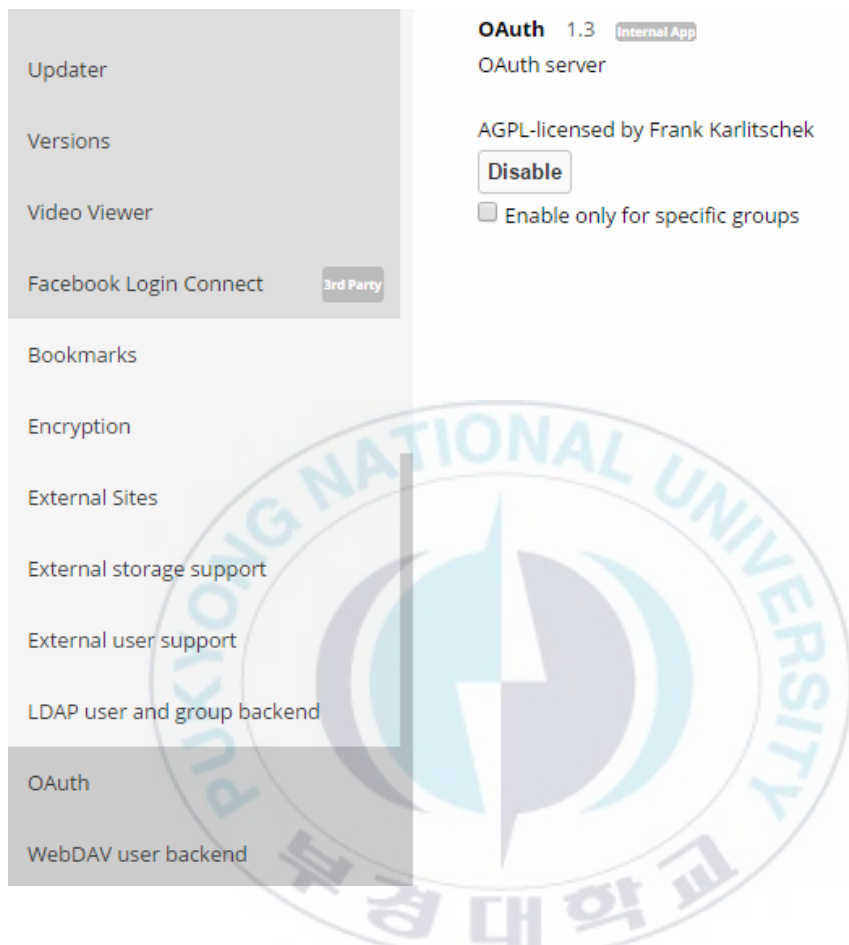 Updater
Versions
Video Viewer
Facebook Login Connect 3rd Party
Bookmarks
Encryption
External Sites
External storage support
External user support
LDAP user and group backend
OAuth
WebDAV user backend
OAuth 1.3 Internal App
OAuth server
AGPL-licensed by Frank Karlitschek
Disable
Enable only for specific groups
PUKYONG NATIONAL UNIVERSITY
부경대학교